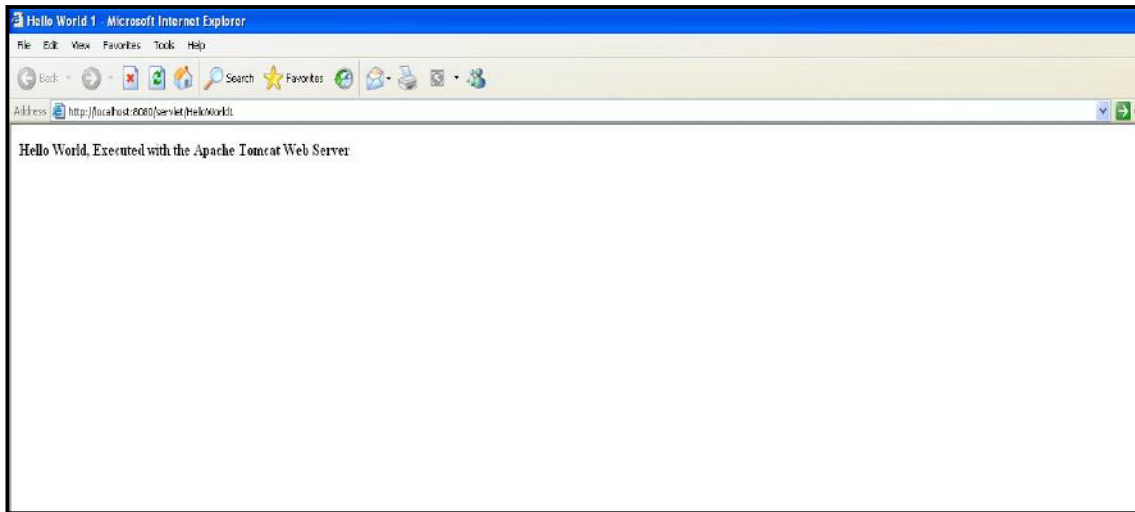 Hello World 1 - Microsoft Internet Explorer
File Edit View Favorites Tools Help
Back Search Favorites
Address http://localhost:8080/servlet/HelloWorld1
Hello World, Executed with the Apache Tomcat Web Server